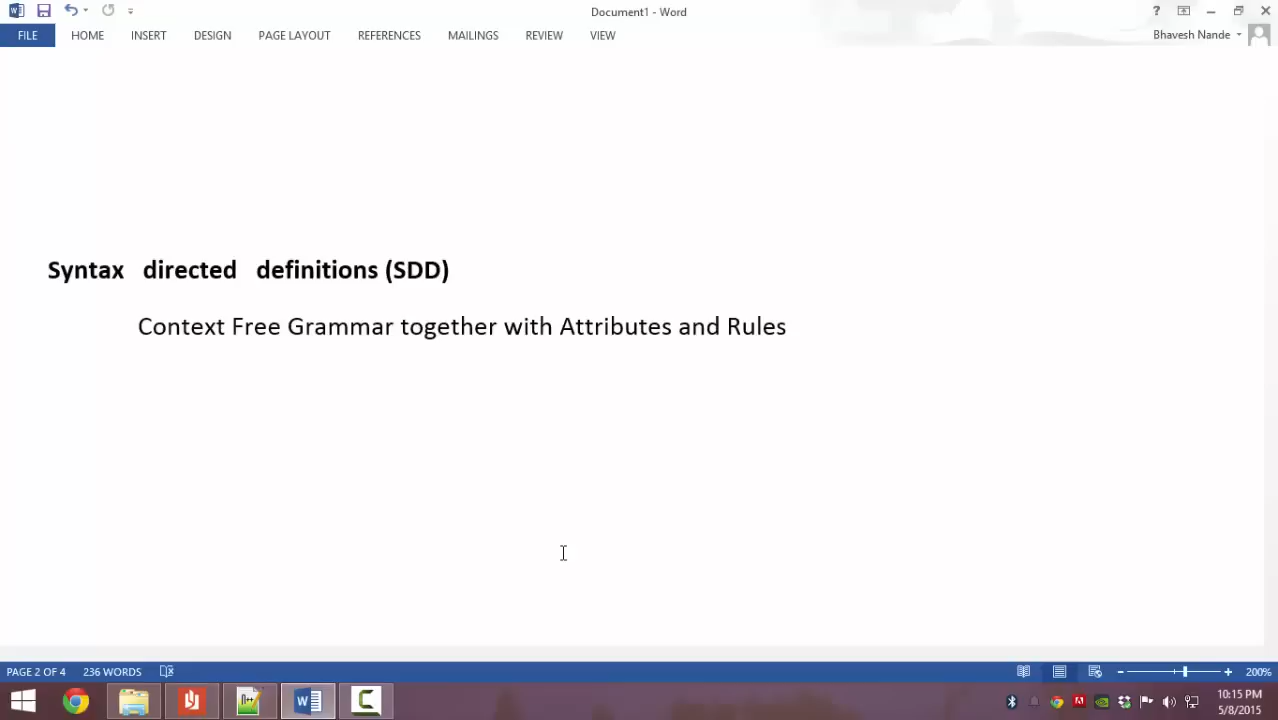 Document1 - Word
?
FILE HOME INSERT DESIGN PAGE LAYOUT REFERENCES MAILINGS REVIEW VIEW Bhavesh Nande
Syntax directed definitions (SDD)
Context Free Grammar together with Attributes and Rules
PAGE 2 OF 4 236 WORDS 200%
10:15 PM
5/8/2015